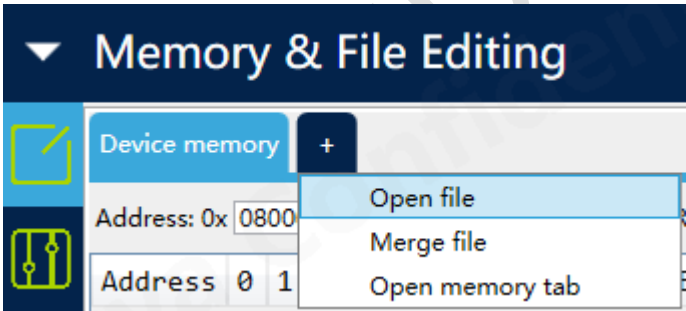 Memory & File Editing
Device memory +
Open file
Address: 0x 0800
Merge file
Address 0 1
Open memory tab